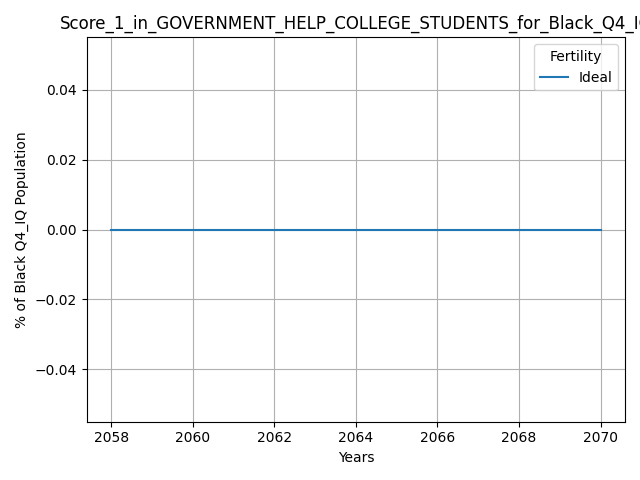 Score_1_in_GOVERNMENT_HELP_COLLEGE_STUDENTS_for_Black_Q4_I
Fertility
Ideal
0.04
0.02
0.00
−0.02
−0.04
% of Black Q4_IQ Population
2058 2060 2062 2064 2066 2068 2070
Years